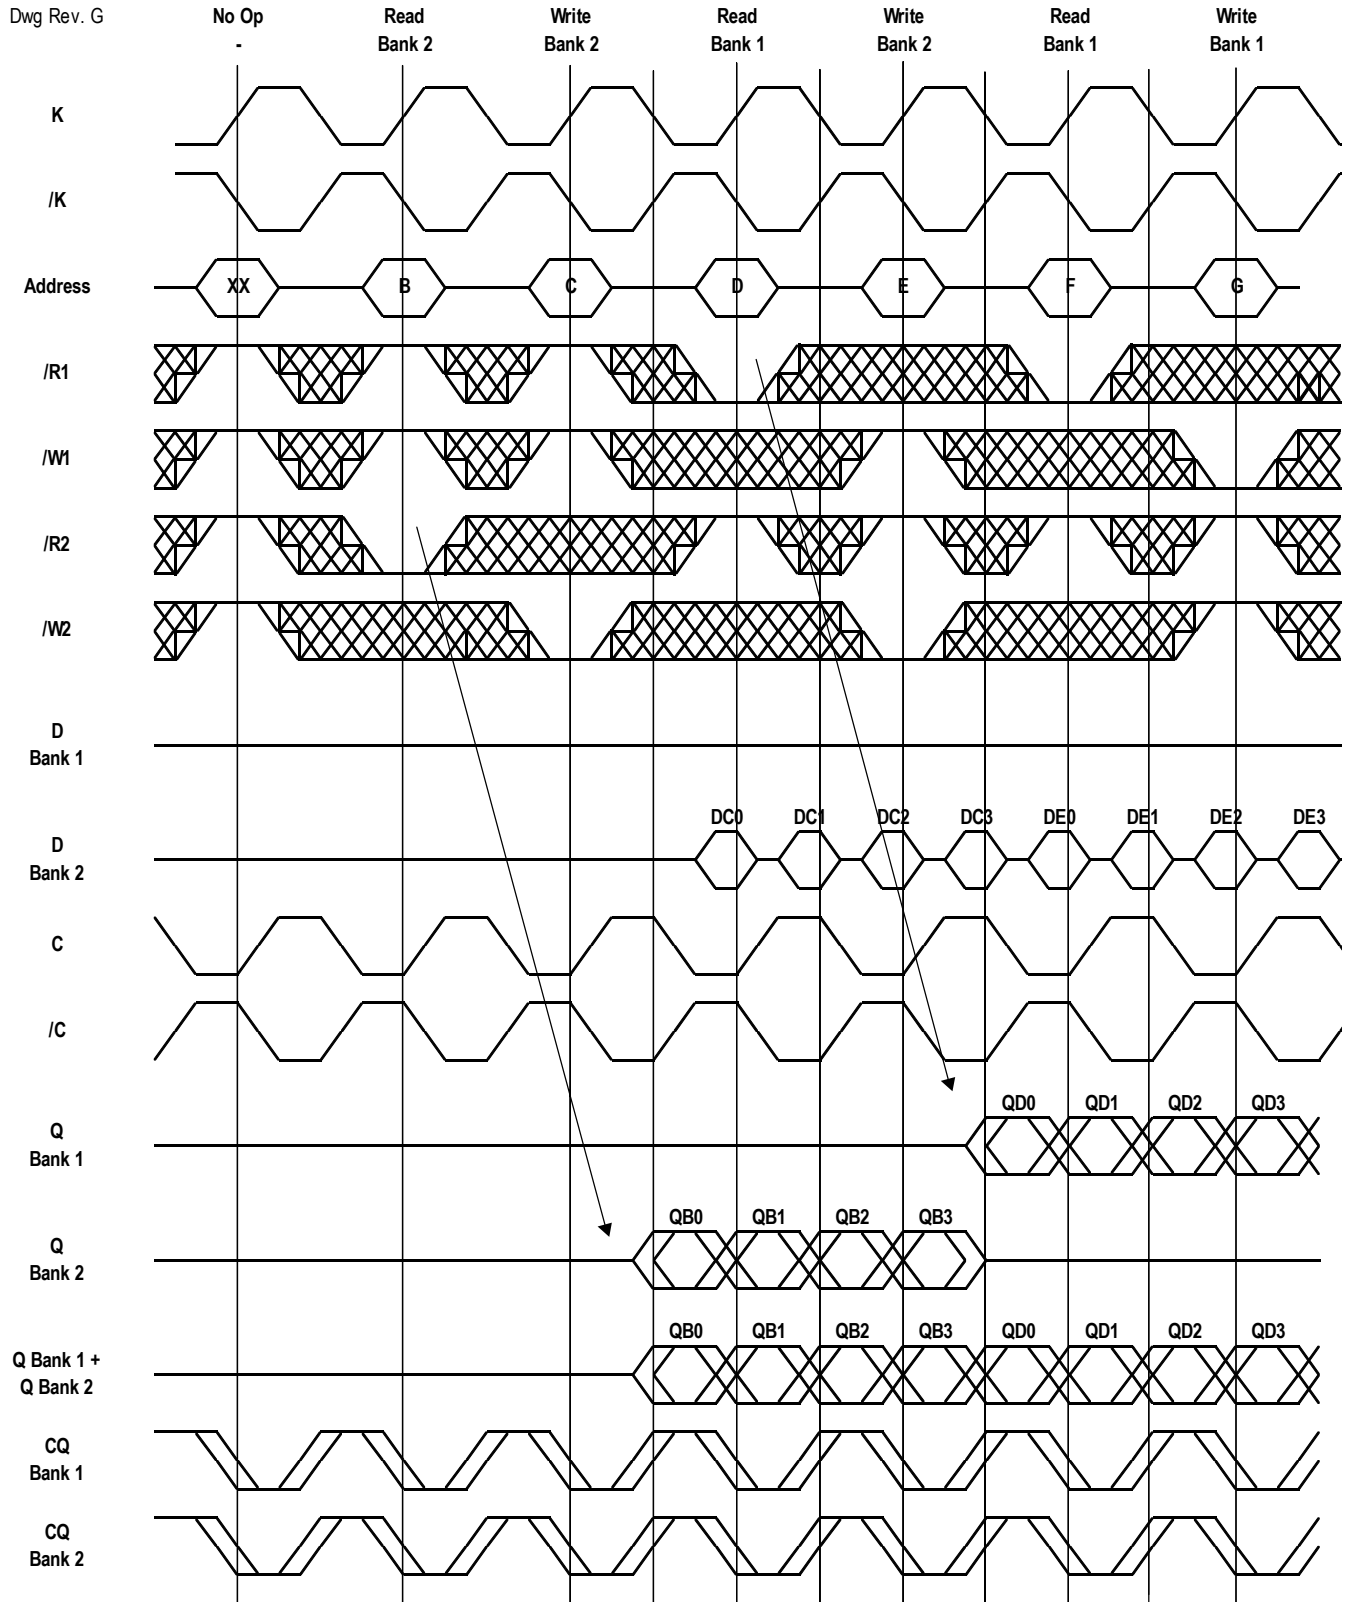 Dwg Rev. G
No Op
-
Read
Bank 2
Write
Bank 2
Read
Bank 1
Write
Bank 2
Read
Bank 1
Write
Bank 1
K
/K
Address
XX
B
C
D
E
F
G
/R1
/W1
/R2
/W2
D
Bank 1
DC0
DC1
DC2
DC3
DE0
DE1
DE2
DE3
D
Bank 2
C
/C
QD0
QD1
QD2
QD3
Q
Bank 1
QB0
QB1
QB2
QB3
Q
Bank 2
QB0
QB1
QB2
QB3
QD0
QD1
QD2
QD3
Q Bank 1 +
Q Bank 2
CQ
Bank 1
CQ
Bank 2